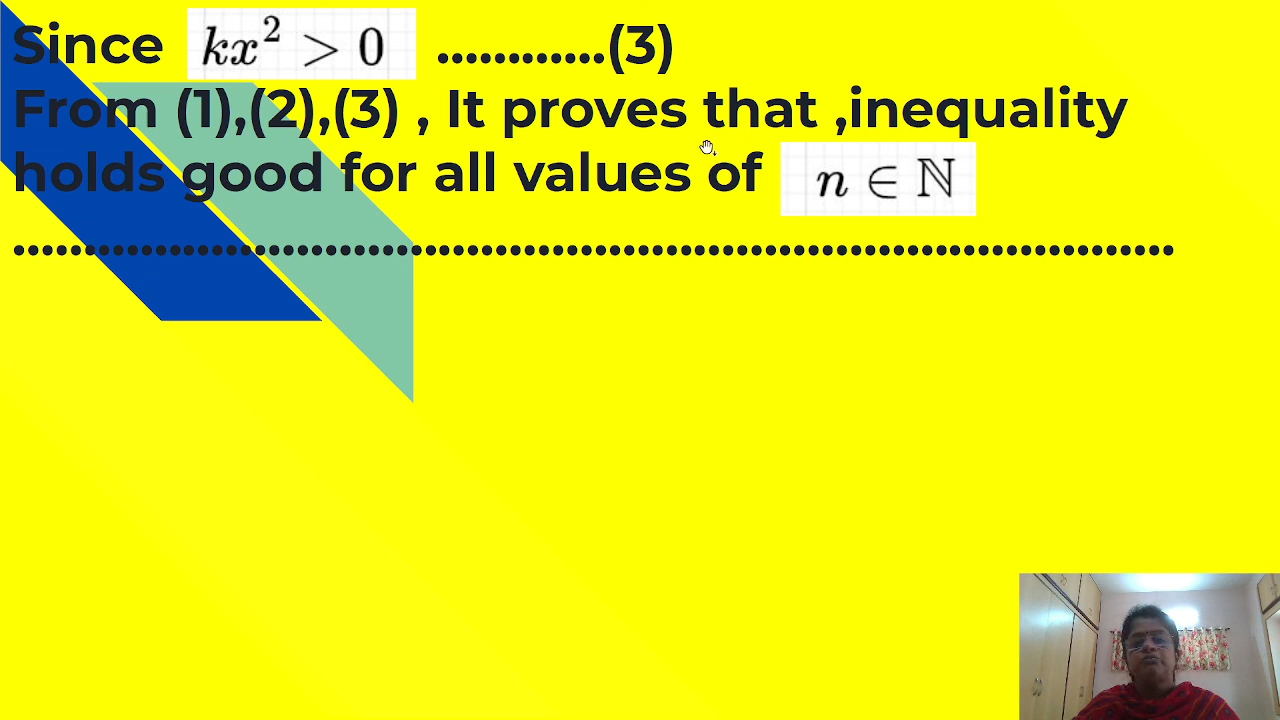 Since kx² > 0 ............(3)
From (1),(2),(3) , It proves that ,inequality
holds good for all values of n ∈ ℕ
..................................................................................